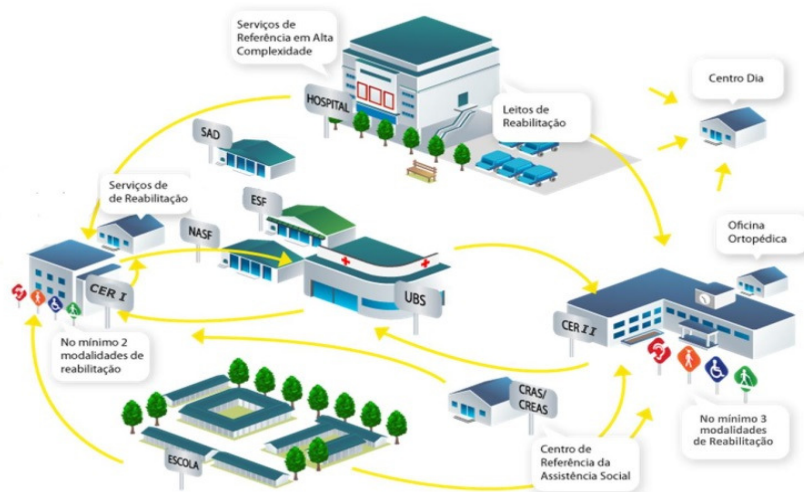 Serviços de
Referência em Alta
Complexidade
HOSPITAL
Leitos de
Reabilitação
Centro Dia
SAD
Serviços de
de Reabilitação
ESF
NASF
Oficina
Ortopédica
CER I
UBS
CER II
No mínimo 2
modalidades de
reabilitação
CRAS/
CREAS
No mínimo 3
modalidades
de Reabilitação
Centro de
Referência da
Assistência Social
ESCOLA